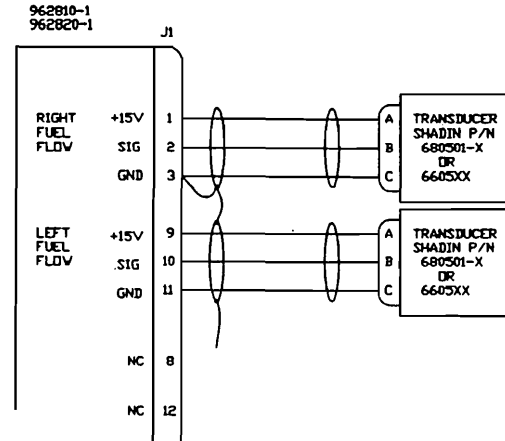 962810-1
962820-1
J1
RIGHT FUEL FLOW
+15V 1
SIG 2
GND 3
A
B
C
TRANSDUCER
SHADIN P/N
680501-X
OR
6605XX
LEFT FUEL FLOW
+15V 9
SIG 10
GND 11
A
B
C
TRANSDUCER
SHADIN P/N
680501-X
OR
6605XX
NC 8
NC 12